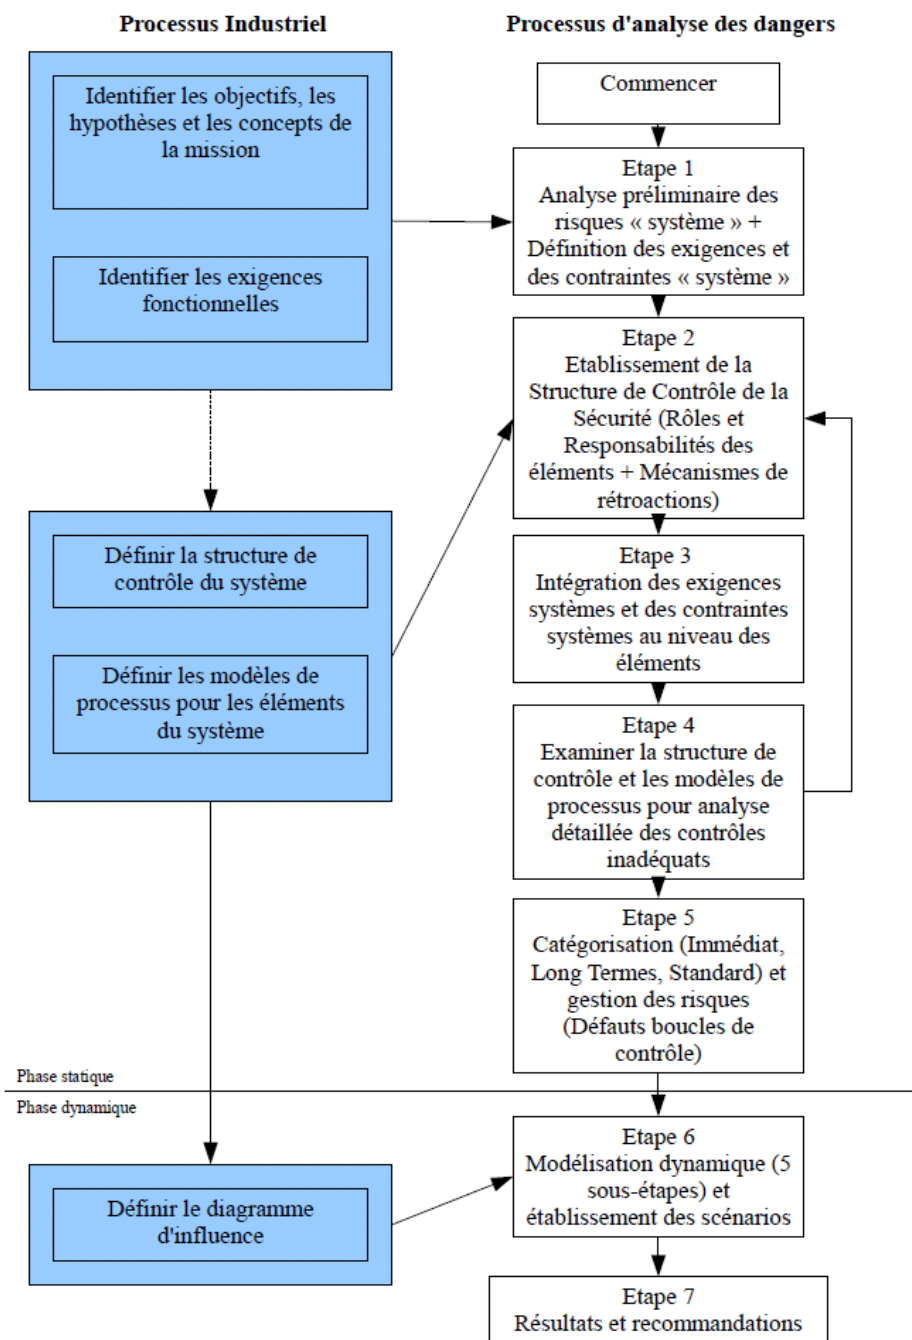 Processus Industriel
Processus d'analyse des dangers
Identifier les objectifs, les
hypothèses et les concepts de
la mission
Identifier les exigences
fonctionnelles
Commencer
Etape 1
Analyse préliminaire des
risques « système » +
Définition des exigences et
des contraintes « système »
Etape 2
Etablissement de la
Structure de Contrôle de la
Sécurité (Rôles et
Responsabilités des
éléments + Mécanismes de
rétroactions)
Définir la structure de
contrôle du système
Définir les modèles de
processus pour les éléments
du système
Etape 3
Intégration des exigences
systèmes et des contraintes
systèmes au niveau des
éléments
Etape 4
Examiner la structure de
contrôle et les modèles de
processus pour analyse
détaillée des contrôles
inadéquats
Etape 5
Catégorisation (Immédiat,
Long Termes, Standard) et
gestion des risques
(Défauts boucles de
contrôle)
Phase statique
Phase dynamique
Définir le diagramme
d'influence
Etape 6
Modélisation dynamique (5
sous-étapes) et
établissement des scénarios
Etape 7
Résultats et recommandations